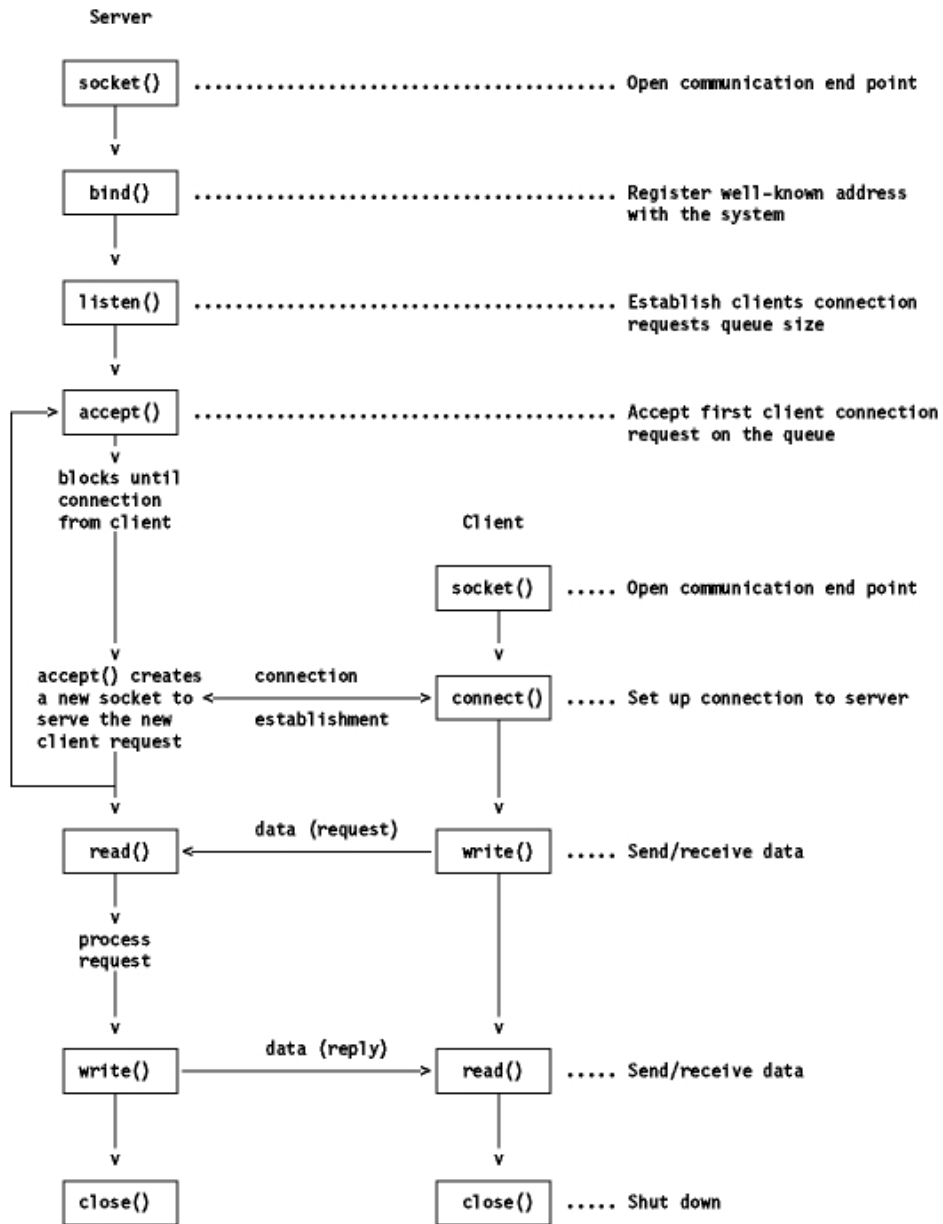 Server
socket() ......................................... Open communication end point
bind() ......................................... Register well-known address
with the system
listen() ......................................... Establish clients connection
requests queue size
accept() ......................................... Accept first client connection
request on the queue
blocks until
connection
from client
Client
socket() ..... Open communication end point
accept() creates
a new socket to
serve the new
client request
connection
establishment
connect() ..... Set up connection to server
read()
data (request)
write() ..... Send/receive data
process
request
write()
data (reply)
read() ..... Send/receive data
close()
close() ..... Shut down